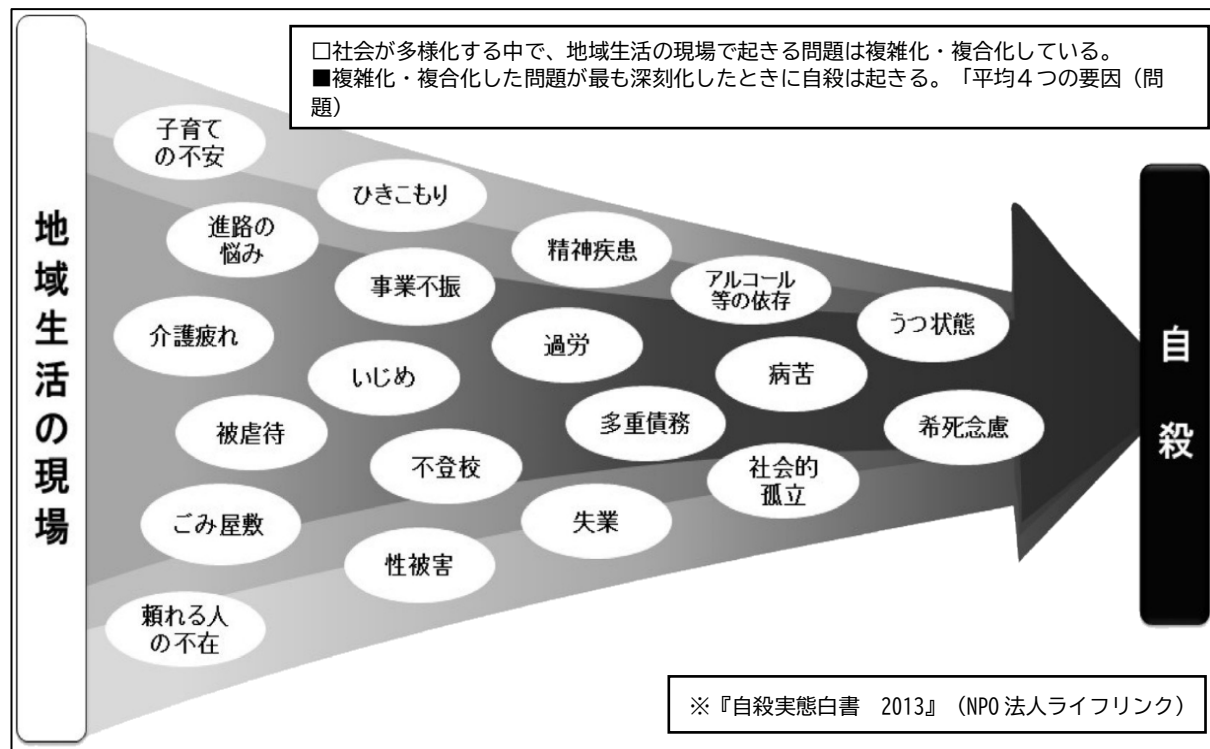 □社会が多様化する中で、地域生活の現場で起きる問題は複雑化・複合化している。
■複雑化・複合化した問題が最も深刻化したときに自殺は起きる。「平均４つの要因（問
題）
地域生活の現場
子育て
の不安
ひきこもり
進路の
悩み
精神疾患
事業不振
アルコール
等の依存
うつ状態
介護疲れ
過労
いじめ
病苦
被虐待
多重債務
希死念慮
不登校
社会的
孤立
ごみ屋敷
失業
性被害
頼れる人
の不在
自殺
※『自殺実態白書　2013』（NPO法人ライフリンク）